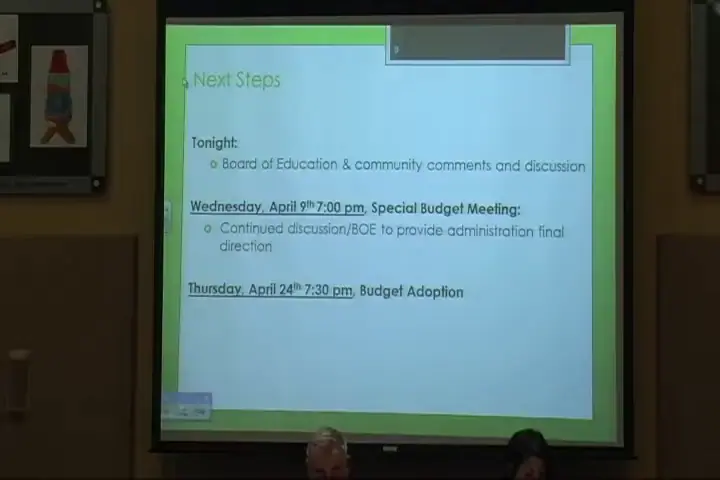 Next Steps
Tonight:
Board of Education & community comments and discussion
Wednesday, April 9th 7:00 pm, Special Budget Meeting:
Continued discussion/BOE to provide administration final
direction
Thursday, April 24th 7:30 pm, Budget Adoption